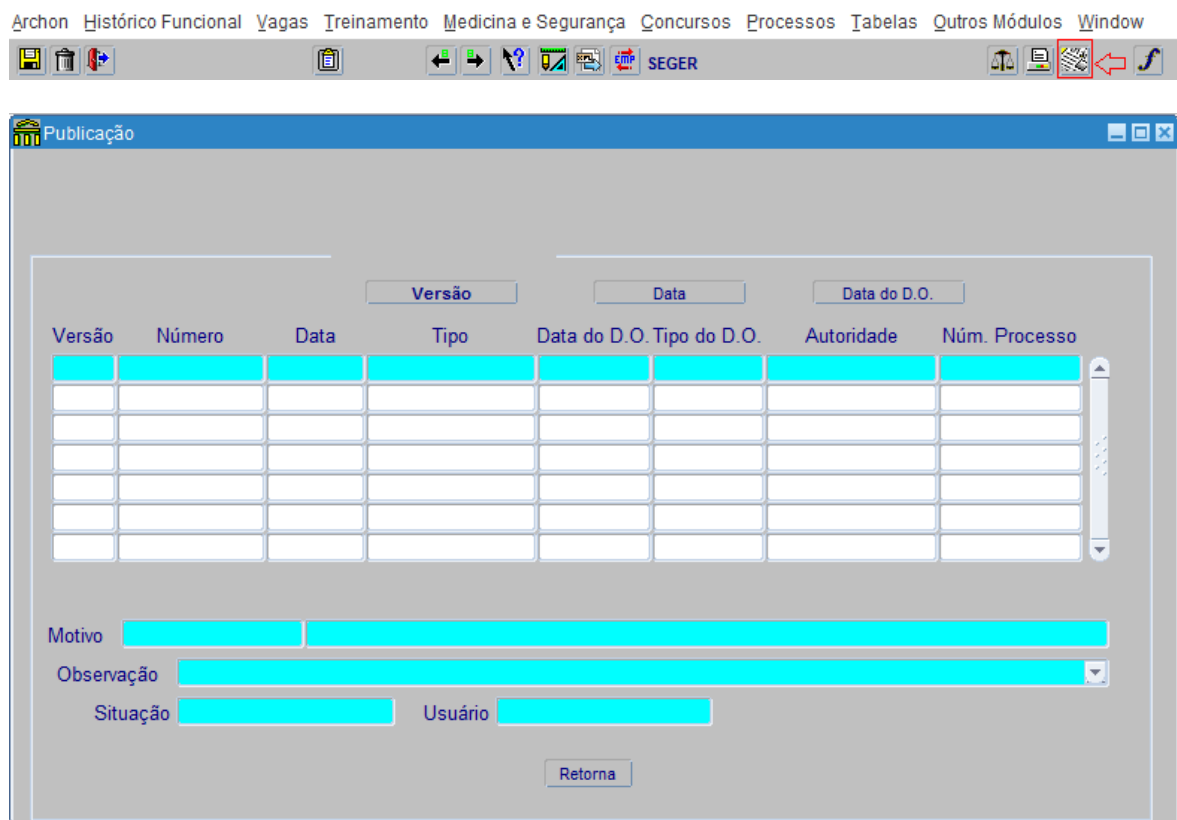 Archon Histórico Funcional Vagas Treinamento Medicina e Segurança Concursos Processos Tabelas Outros Módulos Window
EMP SEGER f
Publicação
Versão Data Data do D.O.
Versão Número Data Tipo Data do D.O. Tipo do D.O. Autoridade Núm. Processo
Motivo
Observação
Situação Usuário
Retorna